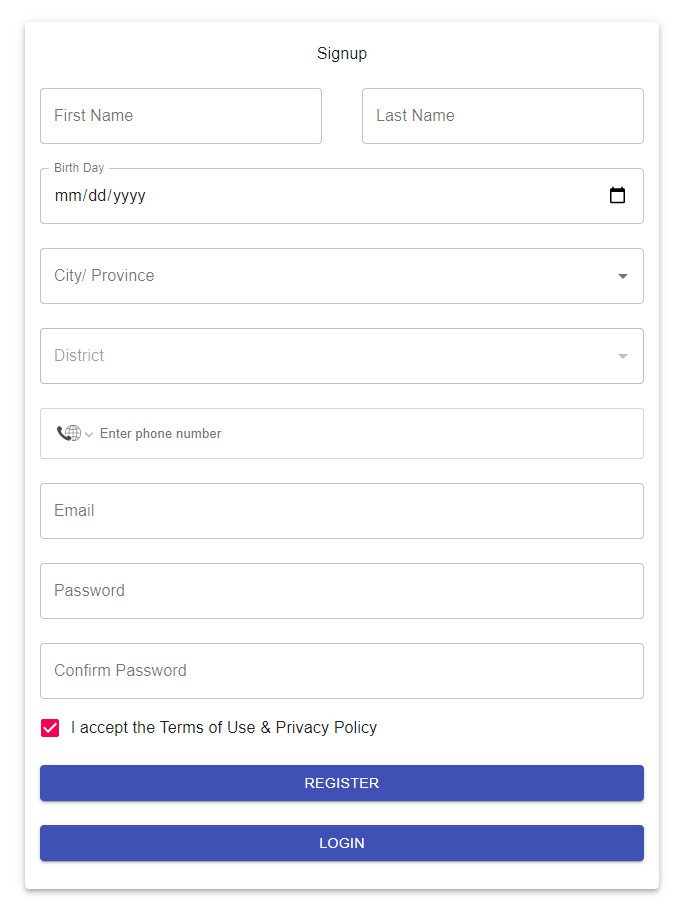 Signup
First Name Last Name
Birth Day
mm/dd/yyyy
City/ Province
District
Enter phone number
Email
Password
Confirm Password
I accept the Terms of Use & Privacy Policy
REGISTER
LOGIN